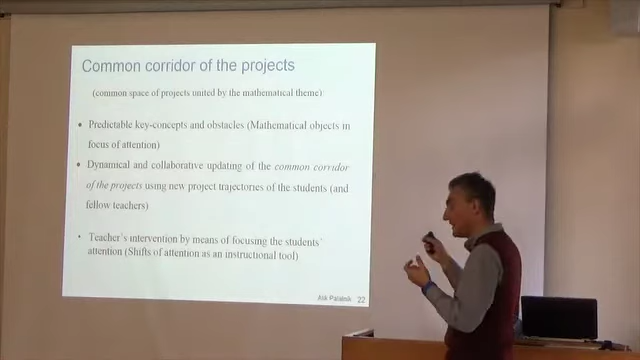 Common corridor of the projects
(common space of projects united by the mathematical theme)
• Predictable key-concepts and obstacles (Mathematical objects in
focus of attention)
• Dynamical and collaborative updating of the common corridor
of the projects using new project trajectories of the students (and
fellow teachers)
• Teacher's intervention by means of focusing the students'
attention (Shifts of attention as an instructional tool)
Alik Palatnik 22